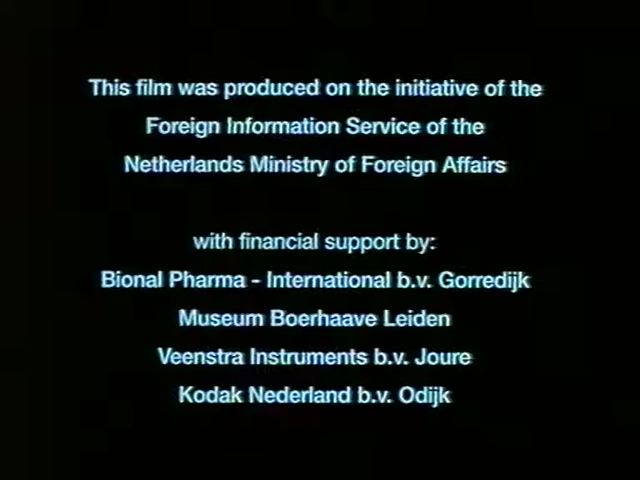 This film was produced on the initiative of the
Foreign Information Service of the
Netherlands Ministry of Foreign Affairs
with financial support by:
Bional Pharma - International b.v. Gorredijk
Museum Boerhaave Leiden
Veenstra Instruments b.v. Joure
Kodak Nederland b.v. Odijk